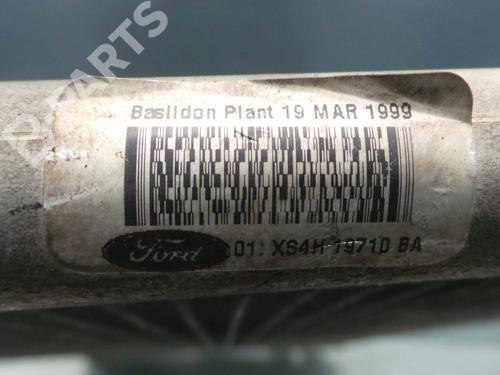 B-PARTS
Basildon Plant 19 MAR 1999
Ford 01: XS4H 19710 BA